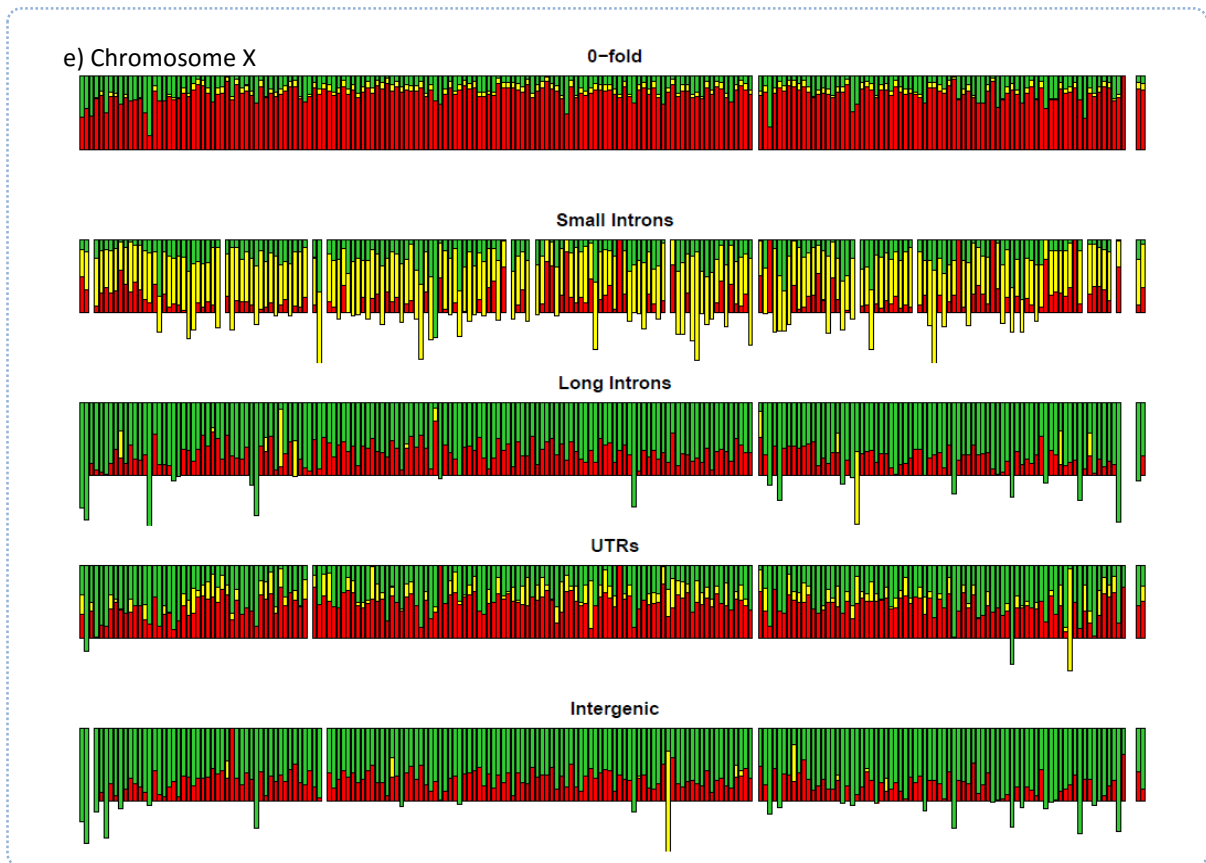 e) Chromosome X
0−fold
Small Introns
Long Introns
UTRs
Intergenic